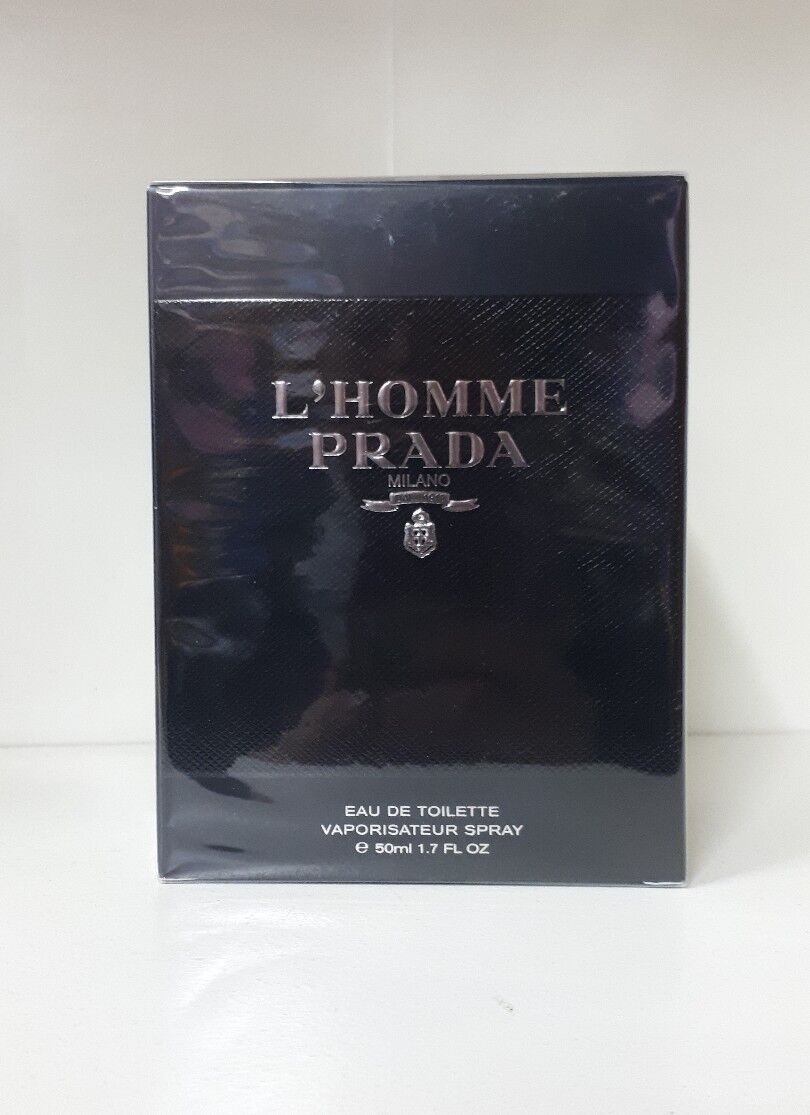 L'HOMME
PRADA
MILANO
EAU DE TOILETTE
VAPORISATEUR SPRAY
℮ 50ml 1.7 FL OZ